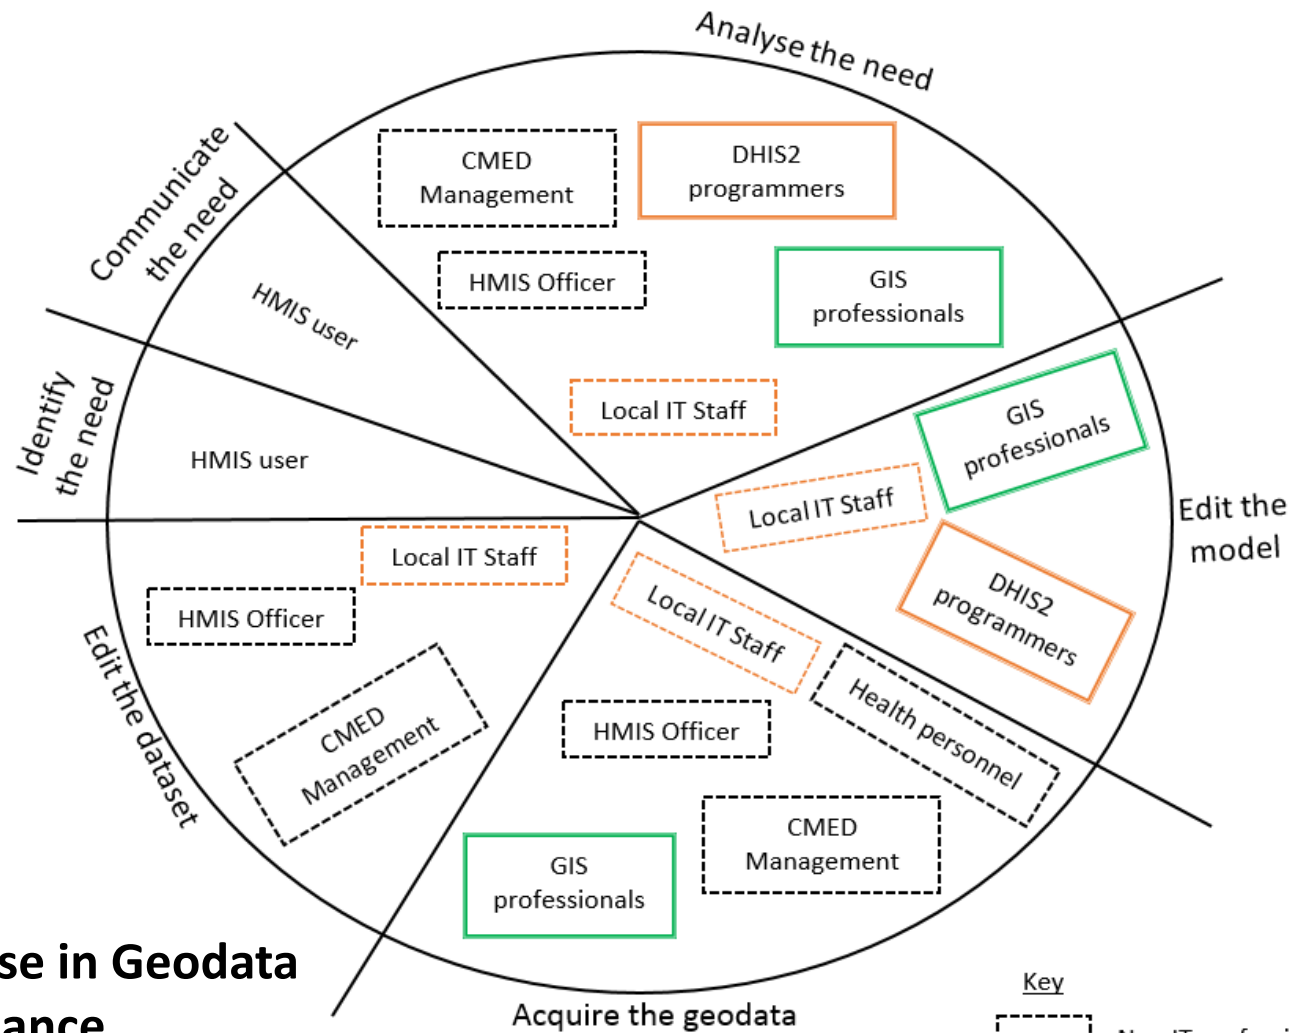 Analyse the need
Communicate
the need
CMED
Management
DHIS2
programmers
HMIS Officer
GIS
professionals
HMIS user
Local IT Staff
Identify
the need
HMIS user
GIS
professionals
Local IT Staff
Edit the
model
DHIS2
programmers
Local IT Staff
HMIS Officer
Edit the dataset
CMED
Management
Local IT Staff
Health personnel
HMIS Officer
CMED
Management
GIS
professionals
in Geodata
Acquire the geodata
Key